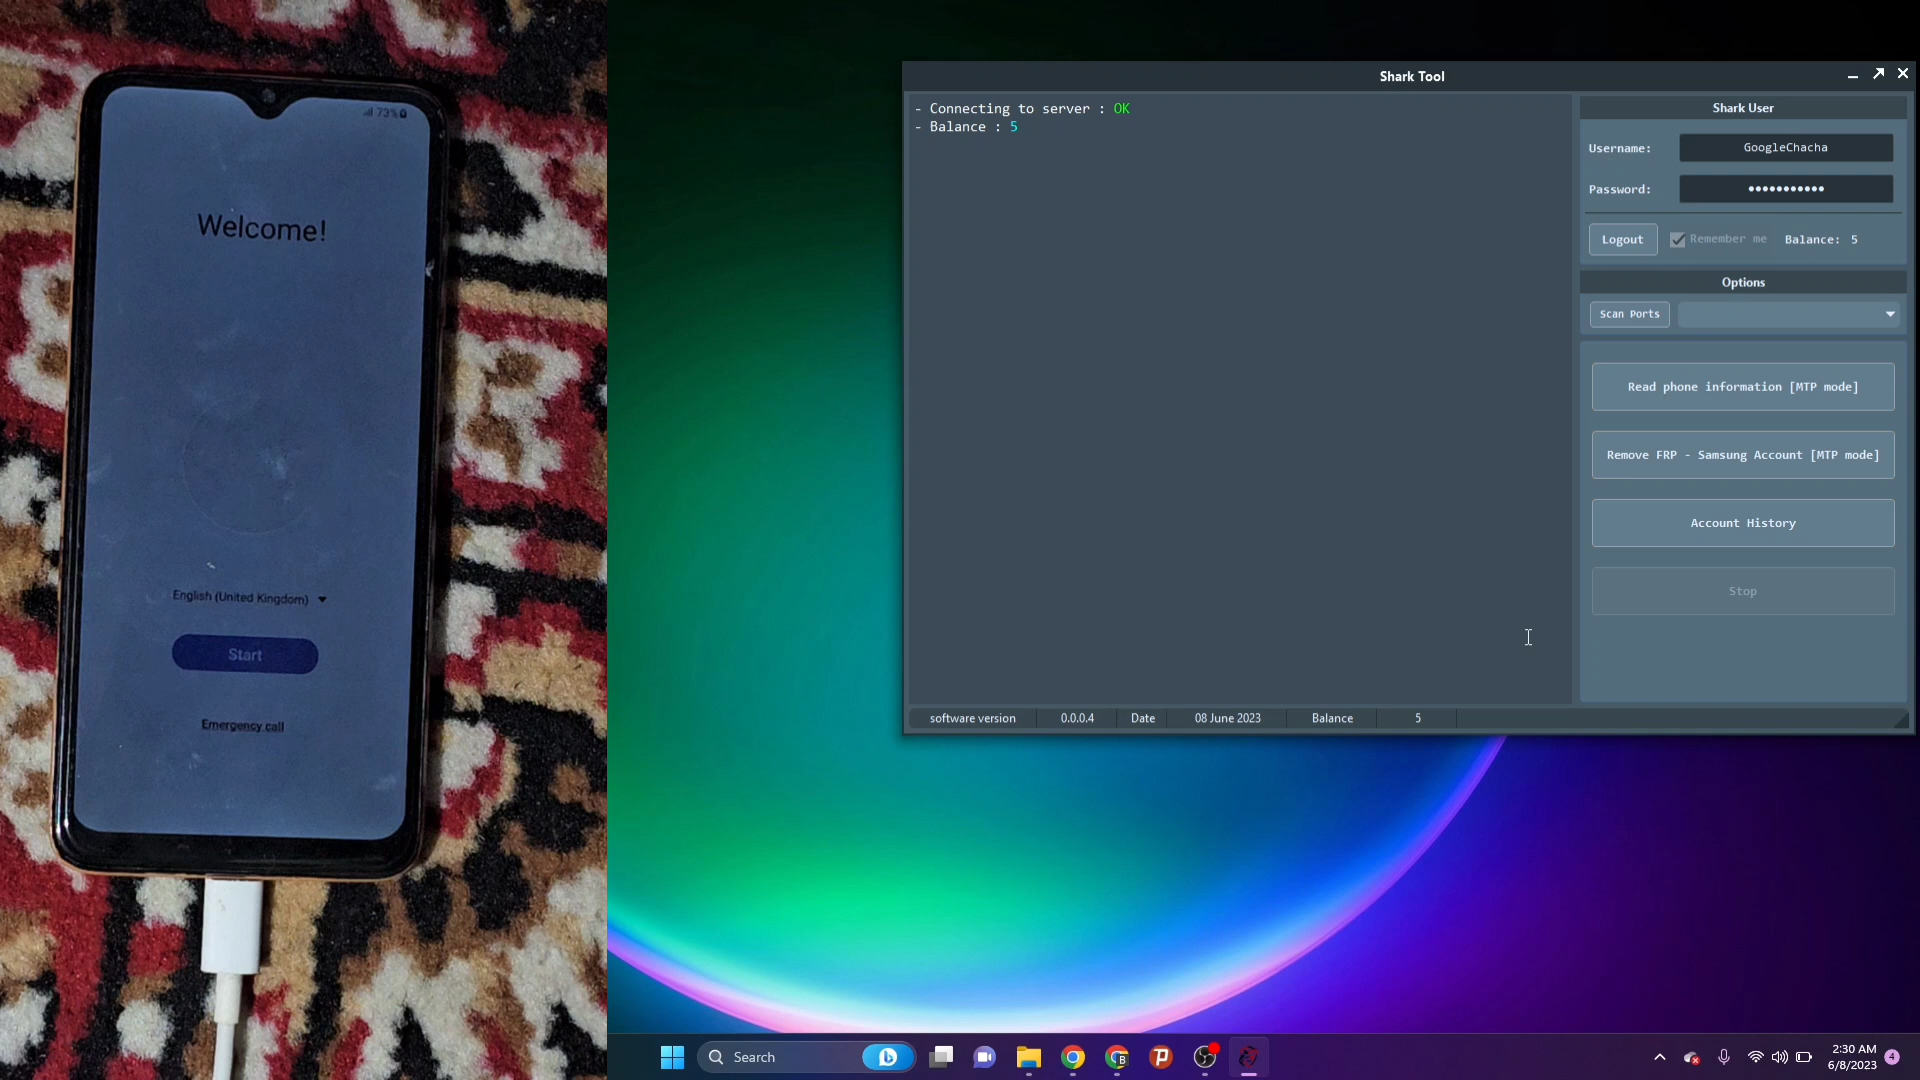 73%
Welcome!
English (United Kingdom)
Start
Emergency call
Shark Tool
- Connecting to server : OK
- Balance : 5
Shark User
Username: GoogleChacha
Password: •••••••••••
Logout Remember me Balance: 5
Options
Scan Ports
Read phone information [MTP mode]
Remove FRP - Samsung Account [MTP mode]
Account History
Stop
software version 0.0.0.4 Date 08 June 2023 Balance 5
Search
2:30 AM
6/8/2023
4